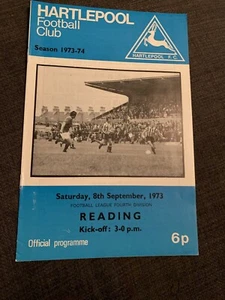 HARTLEPOOL
Football
Club
Season 1973-74
HARTLEPOOL A.F.C.
Saturday, 8th September, 1973
FOOTBALL LEAGUE FOURTH DIVISION
READING
Kick-off: 3-0 p.m.
Official programme
6p